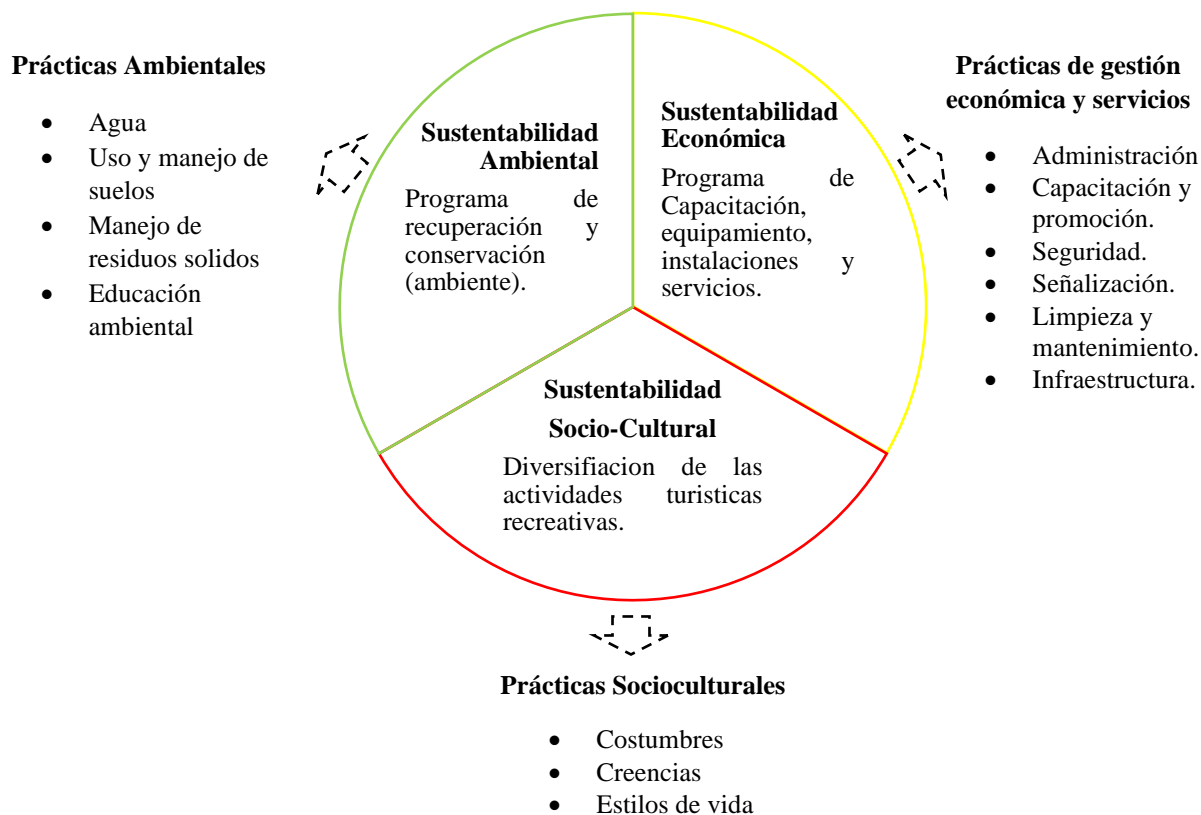 Prácticas Ambientales
• Agua
• Uso y manejo de
suelos
• Manejo de
residuos solidos
• Educación
ambiental
Sustentabilidad
Ambiental
Programa de
recuperación y
conservación
(ambiente).
Sustentabilidad
Económica
Programa de
Capacitación,
equipamiento,
instalaciones y
servicios.
Prácticas de gestión
económica y servicios
• Administración
• Capacitación y
promoción.
• Seguridad.
• Señalización.
• Limpieza y
mantenimiento.
• Infraestructura.
Sustentabilidad
Socio-Cultural
Diversifiacion de las
actividades turisticas
recreativas.
Prácticas Socioculturales
• Costumbres
• Creencias
• Estilos de vida